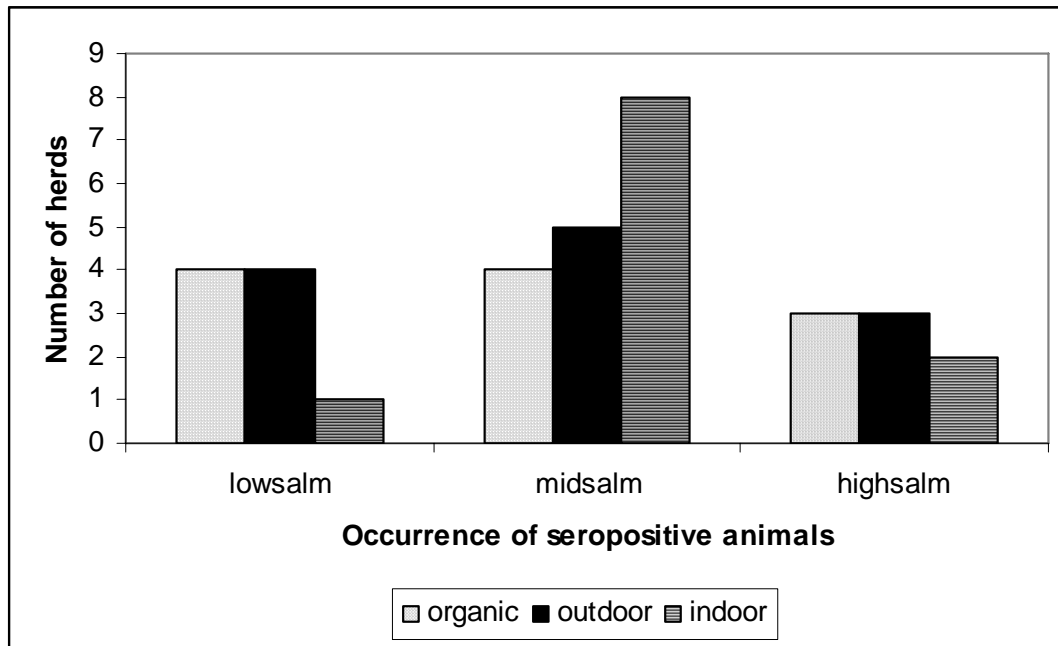 9
8
7
6
5
4
3
2
1
0
Number of herds
lowsalm midsalm highsalm
Occurrence of seropositive animals
organic outdoor indoor